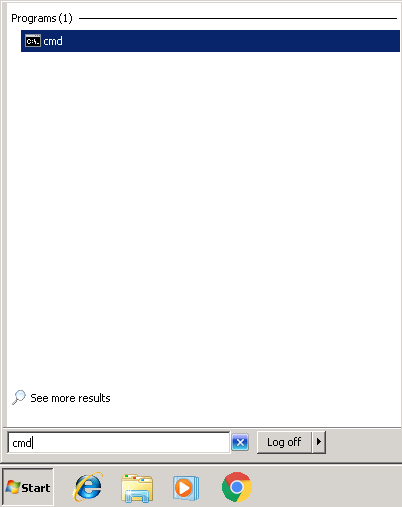 Programs (1)
C:\.
cmd
See more results
cmd
Log off
Start